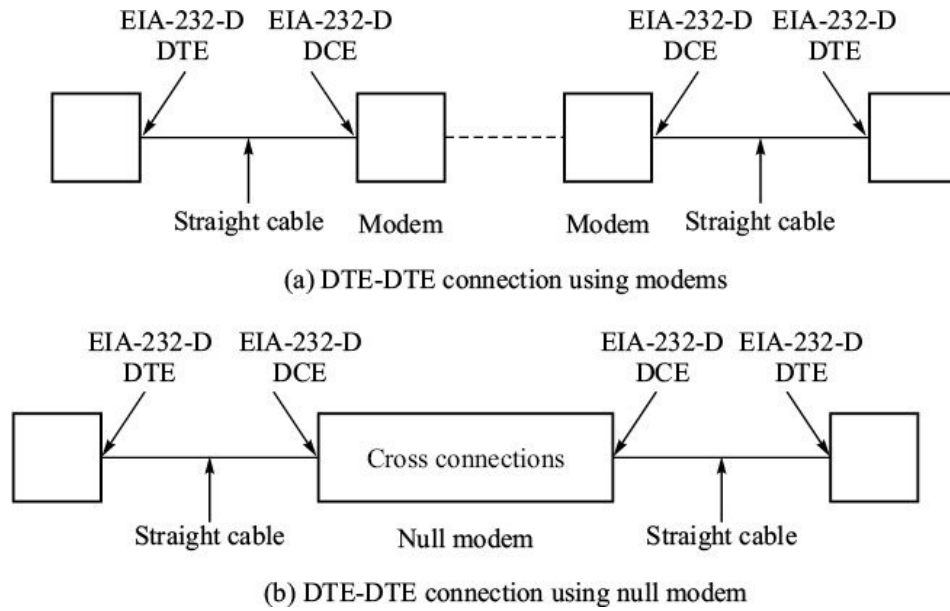 EIA-232-D EIA-232-D EIA-232-D EIA-232-D
DTE DCE DCE DTE
Straight cable Modem Modem Straight cable
(a) DTE-DTE connection using modems
EIA-232-D EIA-232-D EIA-232-D EIA-232-D
DTE DCE DCE DTE
Cross connections
Straight cable Null modem Straight cable
(b) DTE-DTE connection using null modem